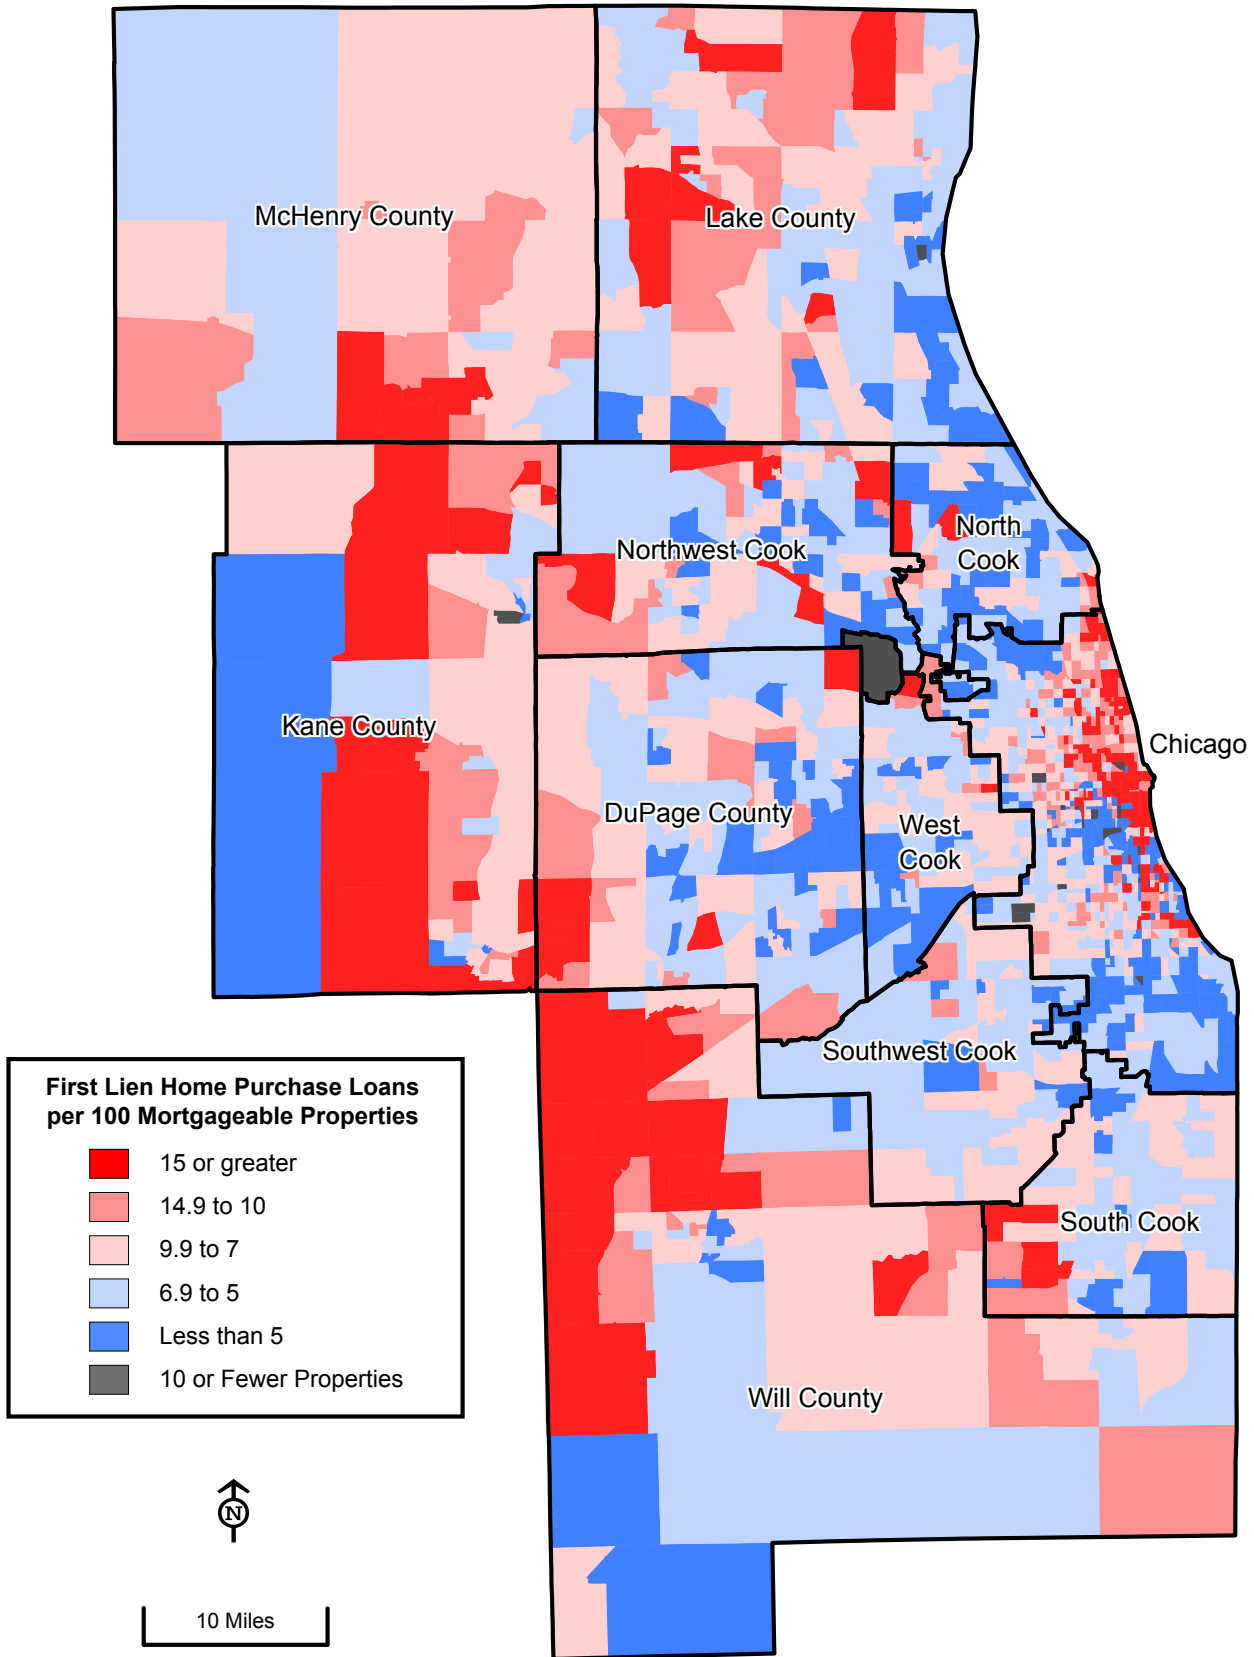 McHenry County
Lake County
Northwest Cook
North
Cook
Kane County
Chicago
DuPage County
West
Cook
Southwest Cook
South Cook
Will County
First Lien Home Purchase Loans
per 100 Mortgageable Properties
15 or greater
14.9 to 10
9.9 to 7
6.9 to 5
Less than 5
10 or Fewer Properties
N
10 Miles